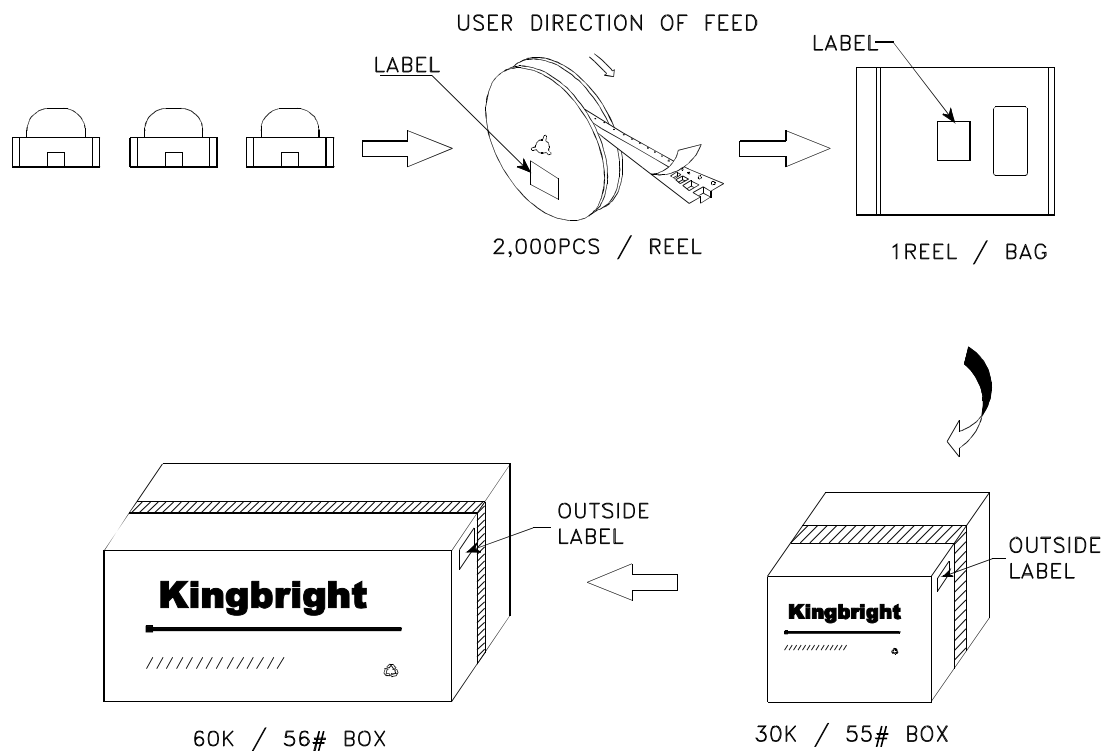 USER DIRECTION OF FEED
LABEL
LABEL
2,000PCS / REEL
1REEL / BAG
OUTSIDE
LABEL
OUTSIDE
LABEL
Kingbright
Kingbright
60K / 56# BOX
30K / 55# BOX